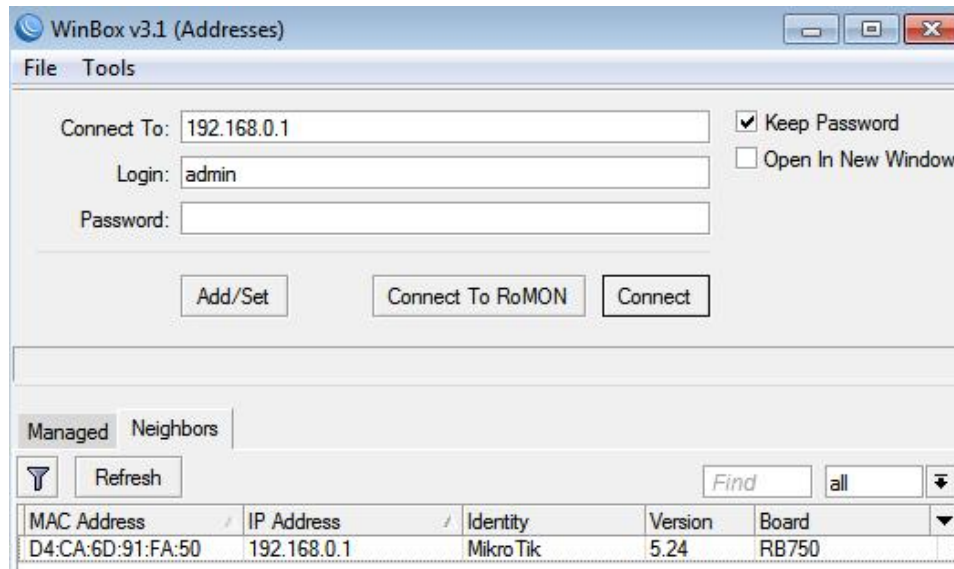 WinBox v3.1 (Addresses)
File Tools
Connect To: 192.168.0.1
Keep Password
Login: admin
Open In New Window
Password:
Add/Set Connect To RoMON Connect
Managed Neighbors
Refresh Find all
MAC Address IP Address Identity Version Board
D4:CA:6D:91:FA:50 192.168.0.1 MikroTik 5.24 RB750